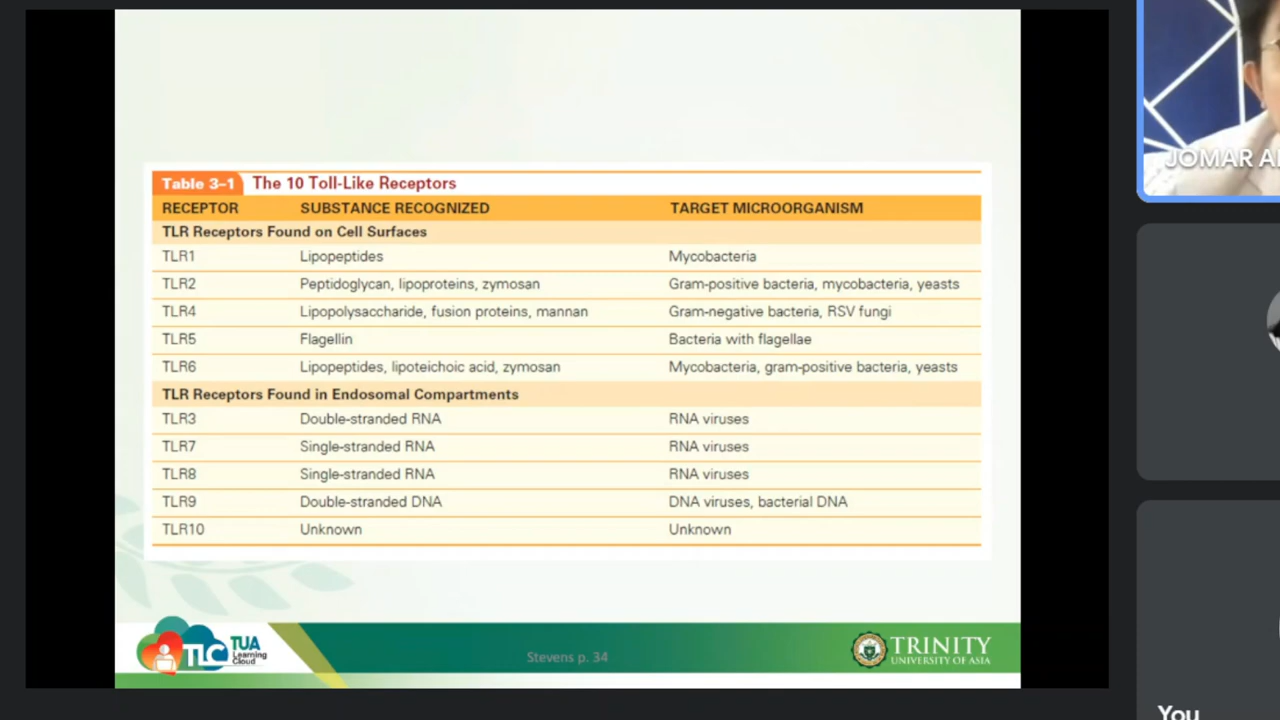 JOMAR
Table 3–1 The 10 Toll-Like Receptors
RECEPTOR SUBSTANCE RECOGNIZED TARGET MICROORGANISM
TLR Receptors Found on Cell Surfaces
TLR1 Lipopeptides Mycobacteria
TLR2 Peptidoglycan, lipoproteins, zymosan Gram-positive bacteria, mycobacteria, yeasts
TLR4 Lipopolysaccharide, fusion proteins, mannan Gram-negative bacteria, RSV fungi
TLR5 Flagellin Bacteria with flagellae
TLR6 Lipopeptides, lipoteichoic acid, zymosan Mycobacteria, gram-positive bacteria, yeasts
TLR Receptors Found in Endosomal Compartments
TLR3 Double-stranded RNA RNA viruses
TLR7 Single-stranded RNA RNA viruses
TLR8 Single-stranded RNA RNA viruses
TLR9 Double-stranded DNA DNA viruses, bacterial DNA
TLR10 Unknown Unknown
TLC TUA
Learning
Cloud
Stevens p. 34
TRINITY
UNIVERSITY OF ASIA
You